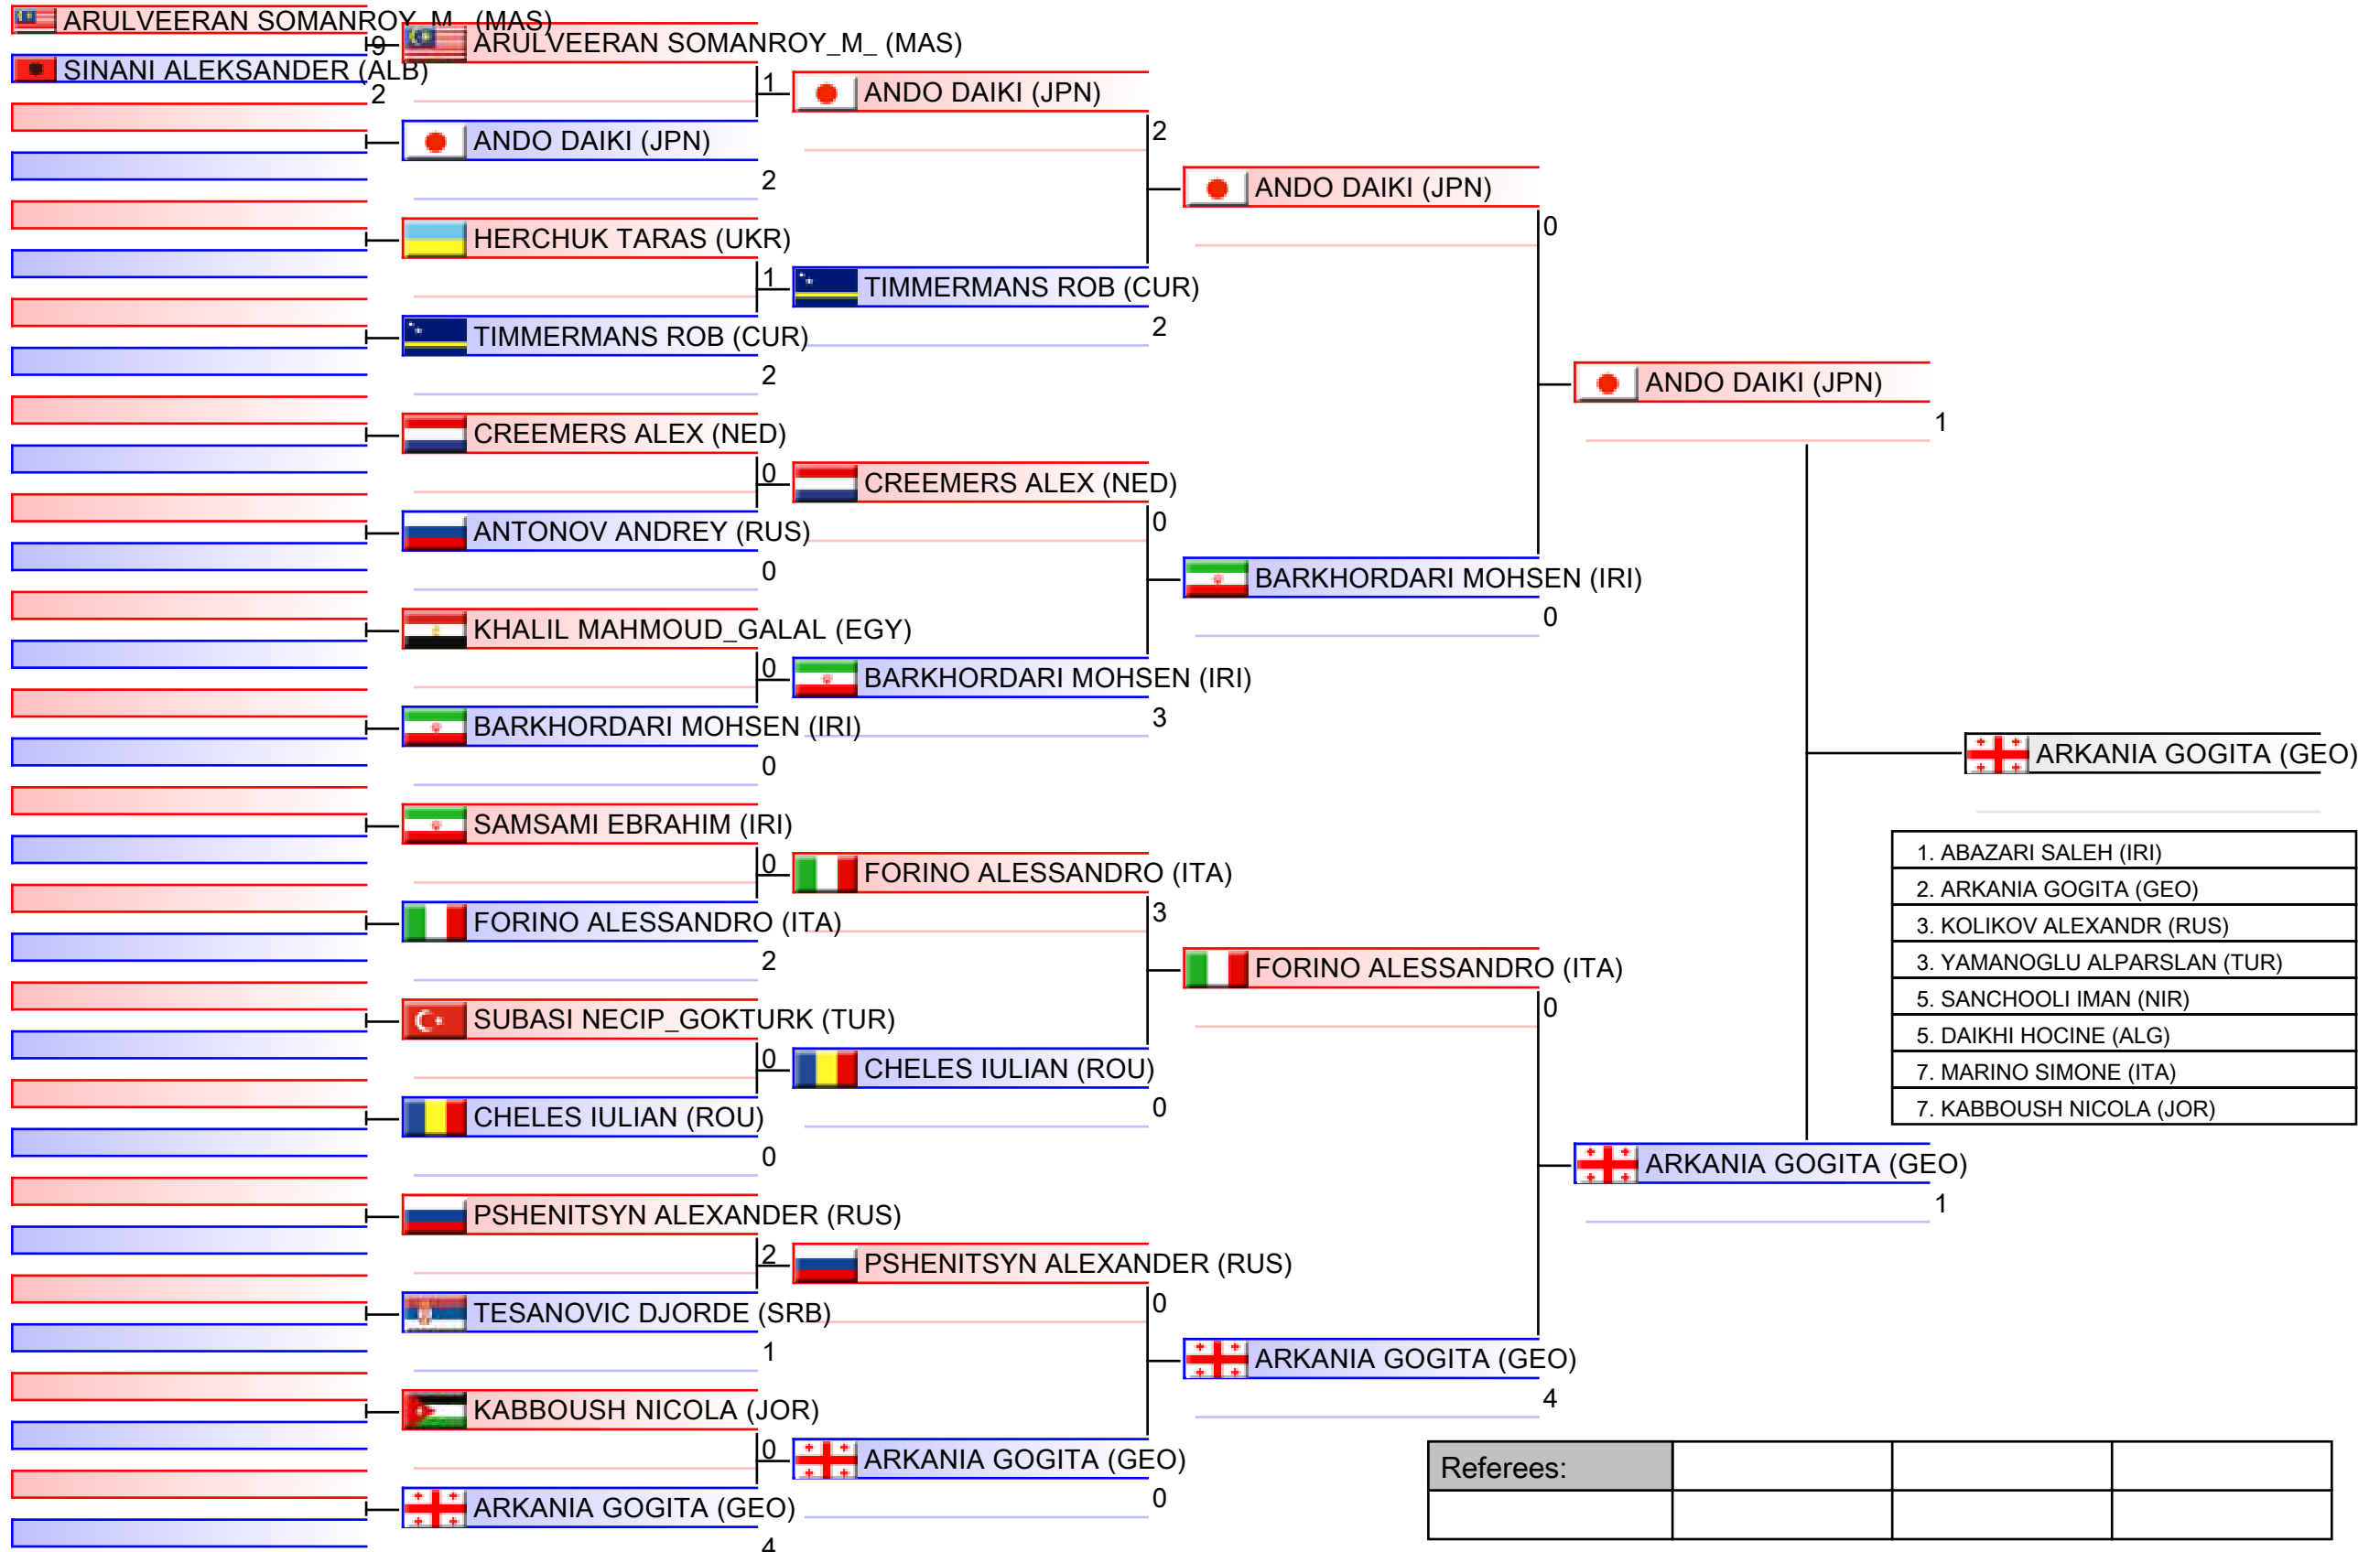 ARULVEERAN SOMANROY_M_ (MAS)
9
SINANI ALEKSANDER (ALB)
2
ARULVEERAN SOMANROY_M_ (MAS)
1
ANDO DAIKI (JPN)
2
HERCHUK TARAS (UKR)
1
TIMMERMANS ROB (CUR)
2
CREEMERS ALEX (NED)
0
ANTONOV ANDREY (RUS)
0
KHALIL MAHMOUD_GALAL (EGY)
0
BARKHORDARI MOHSEN (IRI)
0
SAMSAMI EBRAHIM (IRI)
0
FORINO ALESSANDRO (ITA)
2
SUBASI NECIP_GOKTURK (TUR)
0
CHELES IULIAN (ROU)
0
PSHENITSYN ALEXANDER (RUS)
2
TESANOVIC DJORDE (SRB)
1
KABBOUSH NICOLA (JOR)
0
ARKANIA GOGITA (GEO)
4
ANDO DAIKI (JPN)
2
TIMMERMANS ROB (CUR)
2
CREEMERS ALEX (NED)
0
BARKHORDARI MOHSEN (IRI)
3
FORINO ALESSANDRO (ITA)
3
CHELES IULIAN (ROU)
0
PSHENITSYN ALEXANDER (RUS)
0
ARKANIA GOGITA (GEO)
0
ANDO DAIKI (JPN)
0
BARKHORDARI MOHSEN (IRI)
0
FORINO ALESSANDRO (ITA)
0
ARKANIA GOGITA (GEO)
4
ANDO DAIKI (JPN)
1
ARKANIA GOGITA (GEO)
1
ARKANIA GOGITA (GEO)
1. ABAZARI SALEH (IRI)
2. ARKANIA GOGITA (GEO)
3. KOLIKOV ALEXANDR (RUS)
3. YAMANOGLU ALPARSLAN (TUR)
5. SANCHOOLI IMAN (NIR)
5. DAIKHI HOCINE (ALG)
7. MARINO SIMONE (ITA)
7. KABBOUSH NICOLA (JOR)
Referees: